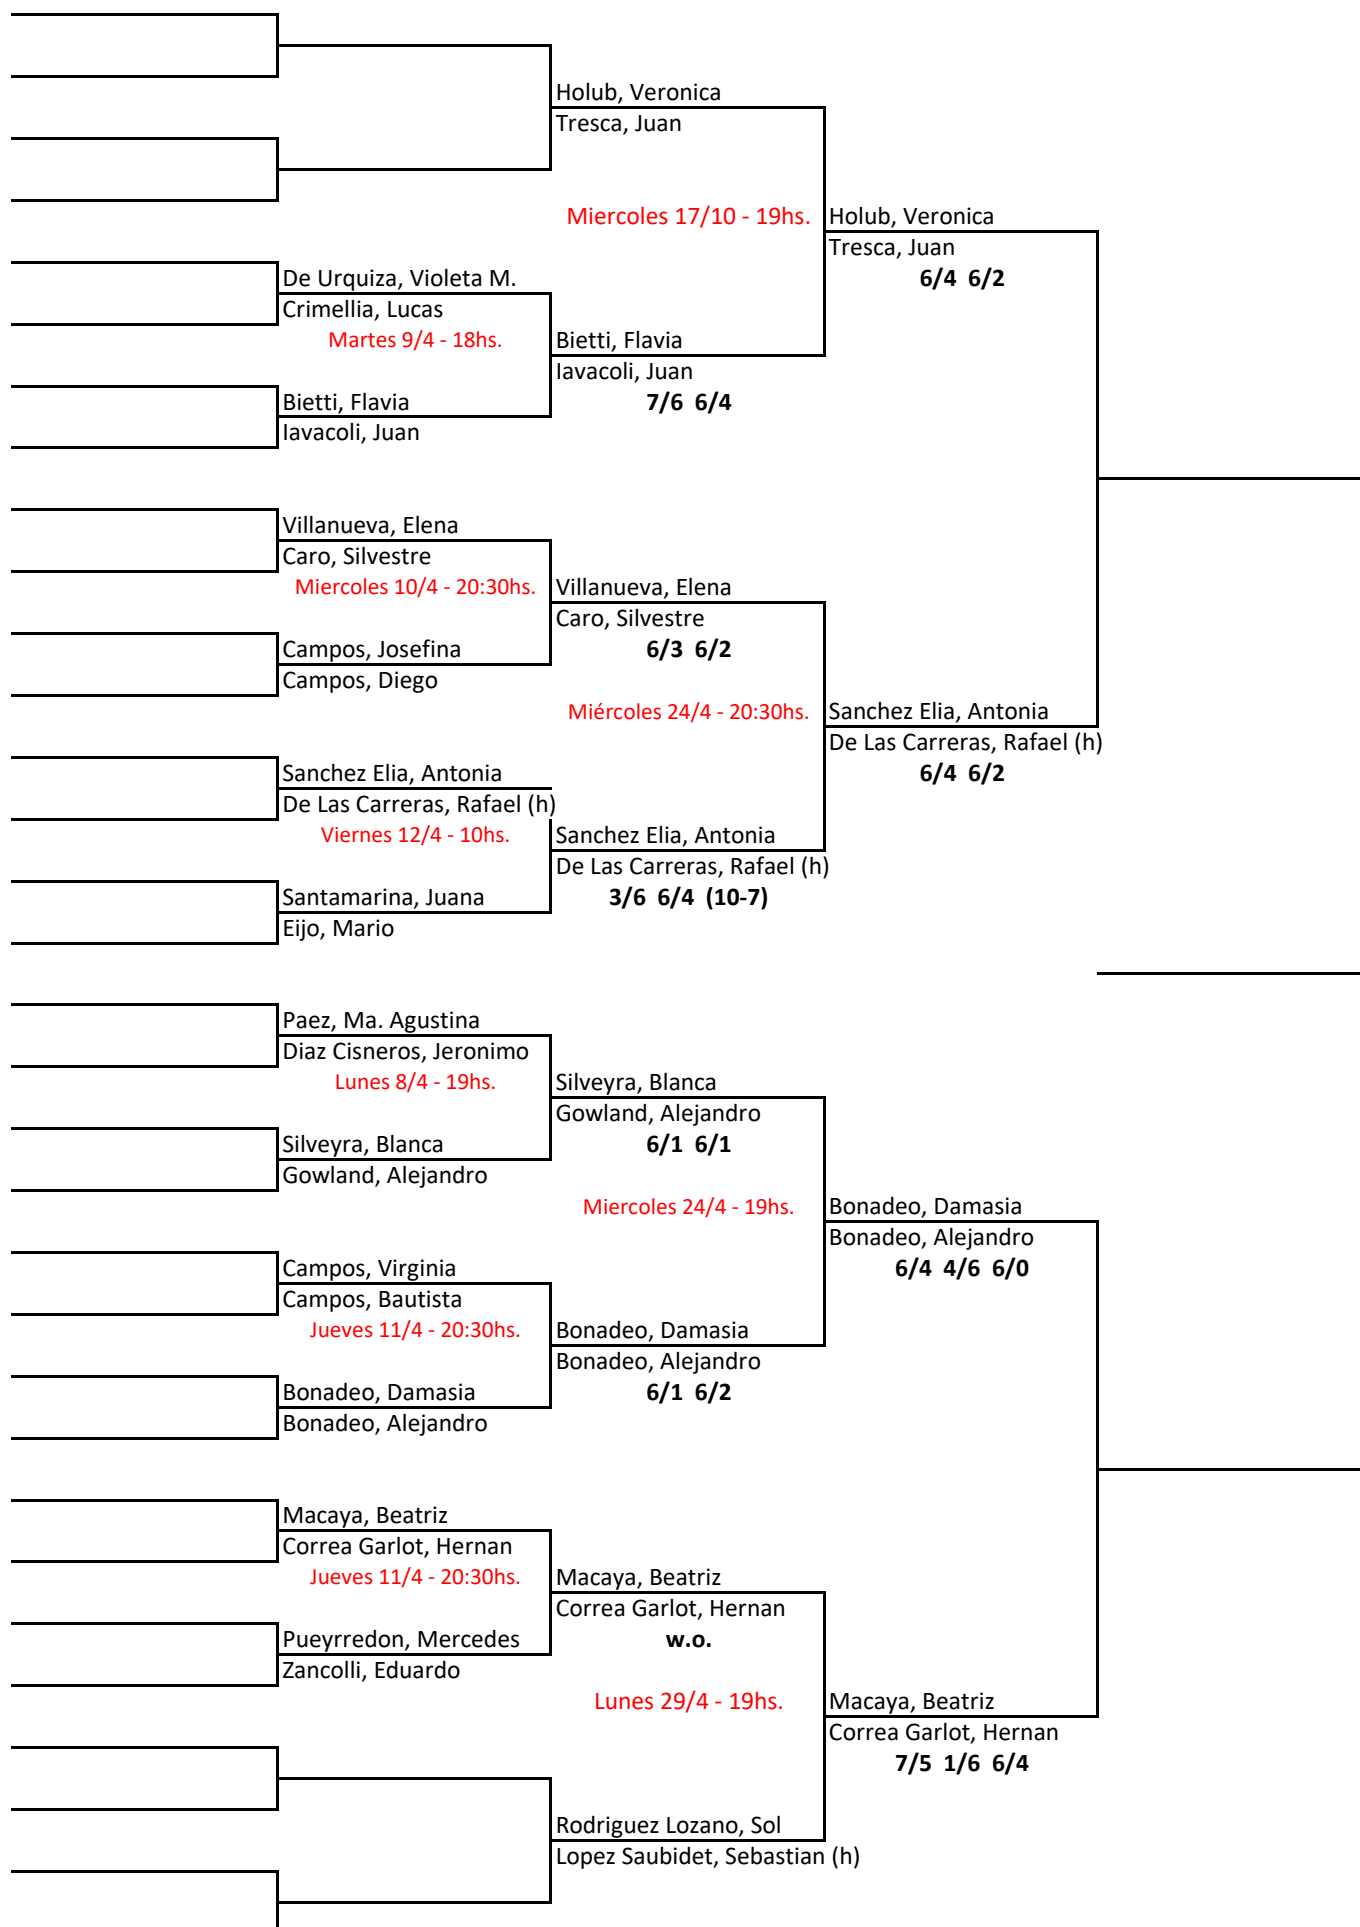 Holub, Veronica
Tresca, Juan
Miercoles 17/10 - 19hs.
Holub, Veronica
Tresca, Juan
6/4 6/2
De Urquiza, Violeta M.
Crimellia, Lucas
Martes 9/4 - 18hs.
Bietti, Flavia
Iavacoli, Juan
7/6 6/4
Bietti, Flavia
Iavacoli, Juan
Villanueva, Elena
Caro, Silvestre
Miercoles 10/4 - 20:30hs.
Villanueva, Elena
Caro, Silvestre
6/3 6/2
Campos, Josefina
Campos, Diego
Miércoles 24/4 - 20:30hs.
Sanchez Elia, Antonia
De Las Carreras, Rafael (h)
6/4 6/2
Sanchez Elia, Antonia
De Las Carreras, Rafael (h)
Viernes 12/4 - 10hs.
Sanchez Elia, Antonia
De Las Carreras, Rafael (h)
3/6 6/4 (10-7)
Santamarina, Juana
Eijo, Mario
Paez, Ma. Agustina
Diaz Cisneros, Jeronimo
Lunes 8/4 - 19hs.
Silveyra, Blanca
Gowland, Alejandro
6/1 6/1
Silveyra, Blanca
Gowland, Alejandro
Miercoles 24/4 - 19hs.
Bonadeo, Damasia
Bonadeo, Alejandro
6/4 4/6 6/0
Campos, Virginia
Campos, Bautista
Jueves 11/4 - 20:30hs.
Bonadeo, Damasia
Bonadeo, Alejandro
6/1 6/2
Bonadeo, Damasia
Bonadeo, Alejandro
Macaya, Beatriz
Correa Garlot, Hernan
Jueves 11/4 - 20:30hs.
Macaya, Beatriz
Correa Garlot, Hernan
w.o.
Pueyrredon, Mercedes
Zancolli, Eduardo
Lunes 29/4 - 19hs.
Macaya, Beatriz
Correa Garlot, Hernan
7/5 1/6 6/4
Rodriguez Lozano, Sol
Lopez Saubidet, Sebastian (h)